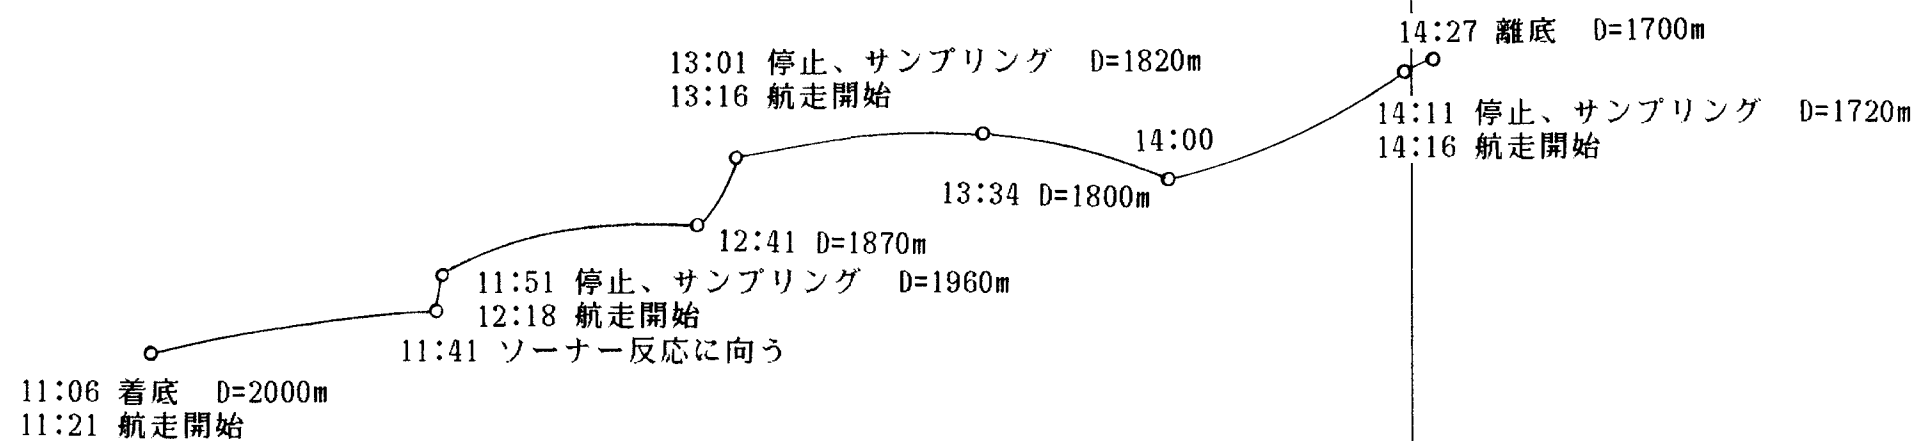 14:27 離底 D=1700m
13:01 停止、サンプリング D=1820m
13:16 航走開始
14:11 停止、サンプリング D=1720m
14:16 航走開始
14:00
13:34 D=1800m
12:41 D=1870m
11:51 停止、サンプリング D=1960m
12:18 航走開始
11:41 ソーナー反応に向う
11:06 着底 D=2000m
11:21 航走開始